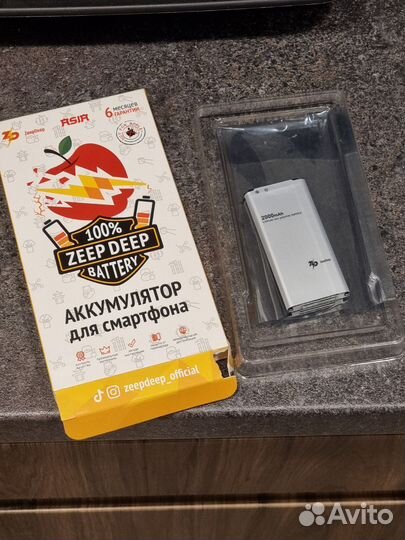 ZeepDeep
ASIA
6 месяцев
ГАРАНТИИ
100%
ZEEP DEEP
BATTERY
АККУМУЛЯТОР
для смартфона
zeepdeep_official
2000mAh
Avito